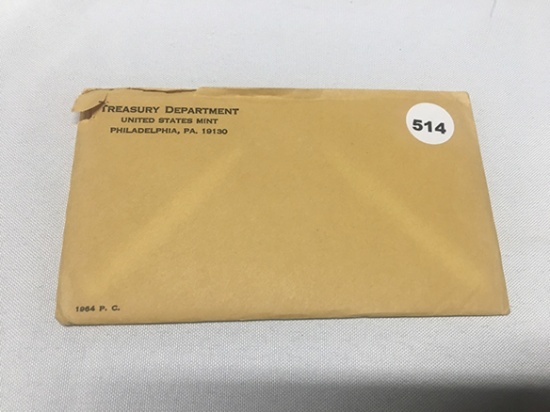 TREASURY DEPARTMENT
UNITED STATES MINT
PHILADELPHIA, PA. 19130
514
1964 P. C.